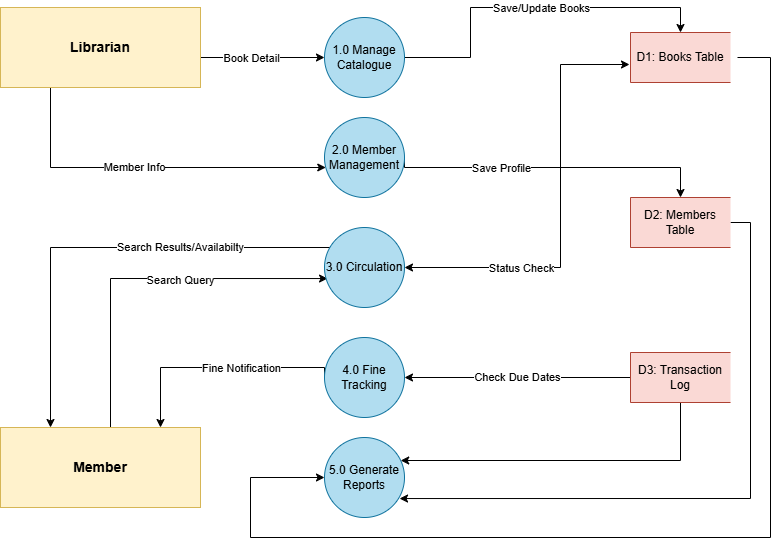 Save/Update Books
Librarian
Book Detail
1.0 Manage
Catalogue
D1: Books Table
Member Info
2.0 Member
Management
Save Profile
D2: Members
Table
Search Results/Availabilty
Search Query
3.0 Circulation
Status Check
Fine Notification
4.0 Fine
Tracking
Check Due Dates
D3: Transaction
Log
Member
5.0 Generate
Reports